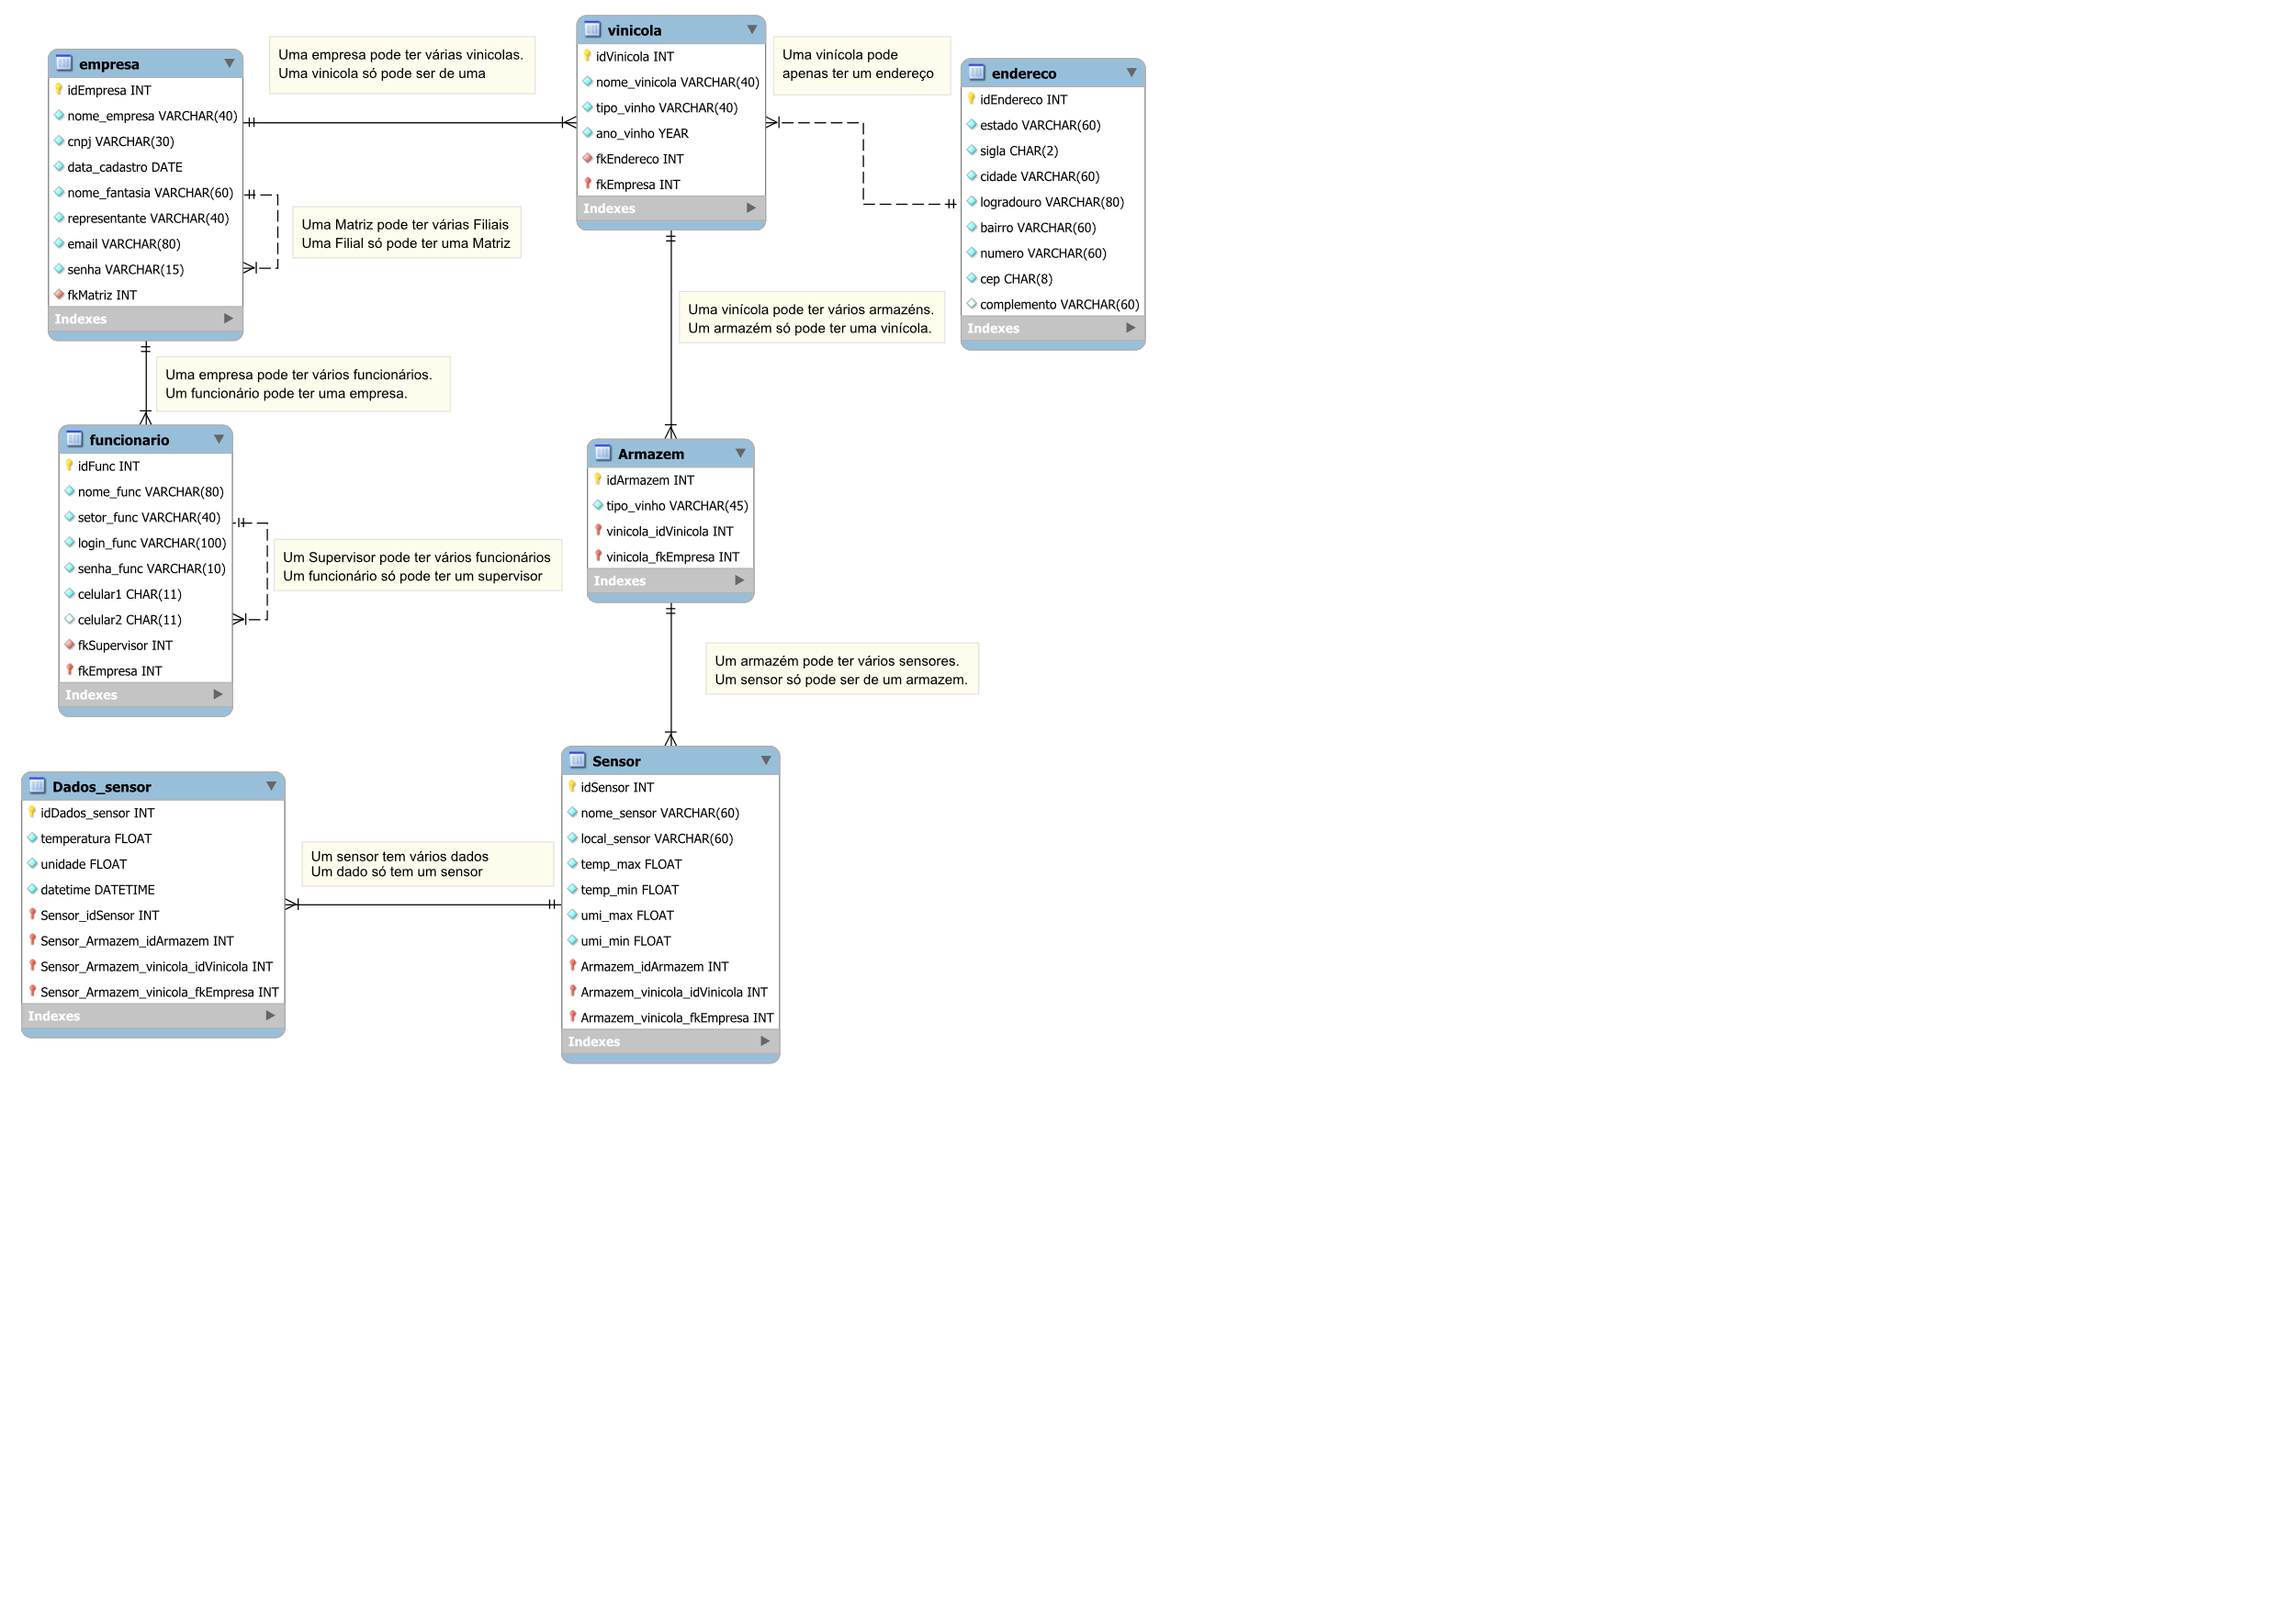 empresa
idEmpresa INT
nome_empresa VARCHAR(40)
cnpj VARCHAR(30)
data_cadastro DATE
nome_fantasia VARCHAR(60)
representante VARCHAR(40)
email VARCHAR(80)
senha VARCHAR(15)
fkMatriz INT
Indexes
Uma empresa pode ter várias vinicolas.
Uma vinicola só pode ser de uma
Uma Matriz pode ter várias Filiais
Uma Filial só pode ter uma Matriz
vinicola
idVinicola INT
nome_vinicola VARCHAR(40)
tipo_vinho VARCHAR(40)
ano_vinho YEAR
fkEndereco INT
fkEmpresa INT
Indexes
Uma vinícola pode
apenas ter um endereço
endereco
idEndereco INT
estado VARCHAR(60)
sigla CHAR(2)
cidade VARCHAR(60)
logradouro VARCHAR(80)
bairro VARCHAR(60)
numero VARCHAR(60)
cep CHAR(8)
complemento VARCHAR(60)
Indexes
Uma vinícola pode ter vários armazéns.
Um armazém só pode ter uma vinícola.
Uma empresa pode ter vários funcionários.
Um funcionário pode ter uma empresa.
funcionario
idFunc INT
nome_func VARCHAR(80)
setor_func VARCHAR(40)
login_func VARCHAR(100)
senha_func VARCHAR(10)
celular1 CHAR(11)
celular2 CHAR(11)
fkSupervisor INT
fkEmpresa INT
Indexes
Um Supervisor pode ter vários funcionários
Um funcionário só pode ter um supervisor
Armazem
idArmazem INT
tipo_vinho VARCHAR(45)
vinicola_idVinicola INT
vinicola_fkEmpresa INT
Indexes
Um armazém pode ter vários sensores.
Um sensor só pode ser de um armazem.
Dados_sensor
idDados_sensor INT
temperatura FLOAT
unidade FLOAT
datetime DATETIME
Sensor_idSensor INT
Sensor_Armazem_idArmazem INT
Sensor_Armazem_vinicola_idVinicola INT
Sensor_Armazem_vinicola_fkEmpresa INT
Indexes
Um sensor tem vários dados
Um dado só tem um sensor
Sensor
idSensor INT
nome_sensor VARCHAR(60)
local_sensor VARCHAR(60)
temp_max FLOAT
temp_min FLOAT
umi_max FLOAT
umi_min FLOAT
Armazem_idArmazem INT
Armazem_vinicola_idVinicola INT
Armazem_vinicola_fkEmpresa INT
Indexes